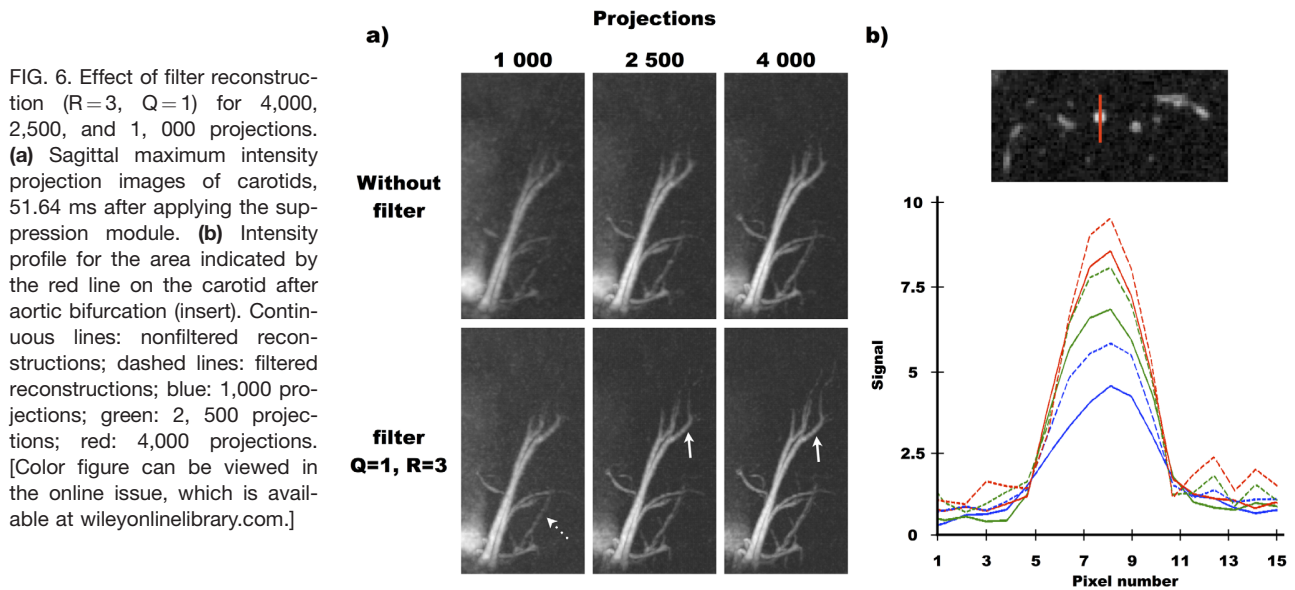 FIG. 6. Effect of filter reconstruc-
tion (R = 3, Q = 1) for 4,000,
2,500, and 1, 000 projections.
(a) Sagittal maximum intensity
projection images of carotids,
51.64 ms after applying the sup-
pression module. (b) Intensity
profile for the area indicated by
the red line on the carotid after
aortic bifurcation (insert). Contin-
uous lines: nonfiltered recon-
structions; dashed lines: filtered
reconstructions; blue: 1,000 pro-
jections; green: 2, 500 projec-
tions; red: 4,000 projections.
[Color figure can be viewed in
the online issue, which is avail-
able at wileyonlinelibrary.com.]
Projections
a)
1 000 2 500 4 000
Without
filter
filter
Q=1, R=3
b)
10
7.5
5
2.5
0
Signal
1 3 5 7 9 11 13 15
Pixel number